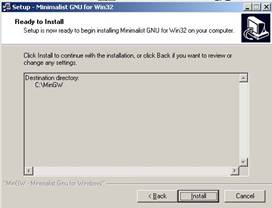 Setup - Minimalist GNU for Win32
Ready to Install
Setup is now ready to begin installing Minimalist GNU for Win32 on your computer.
Click Install to continue with the installation, or click Back if you want to review or
change any settings.
Destination directory:
C:\MinGW
"MinGW - Minimalist Gnu for Windows"
< Back
Install
Cancel